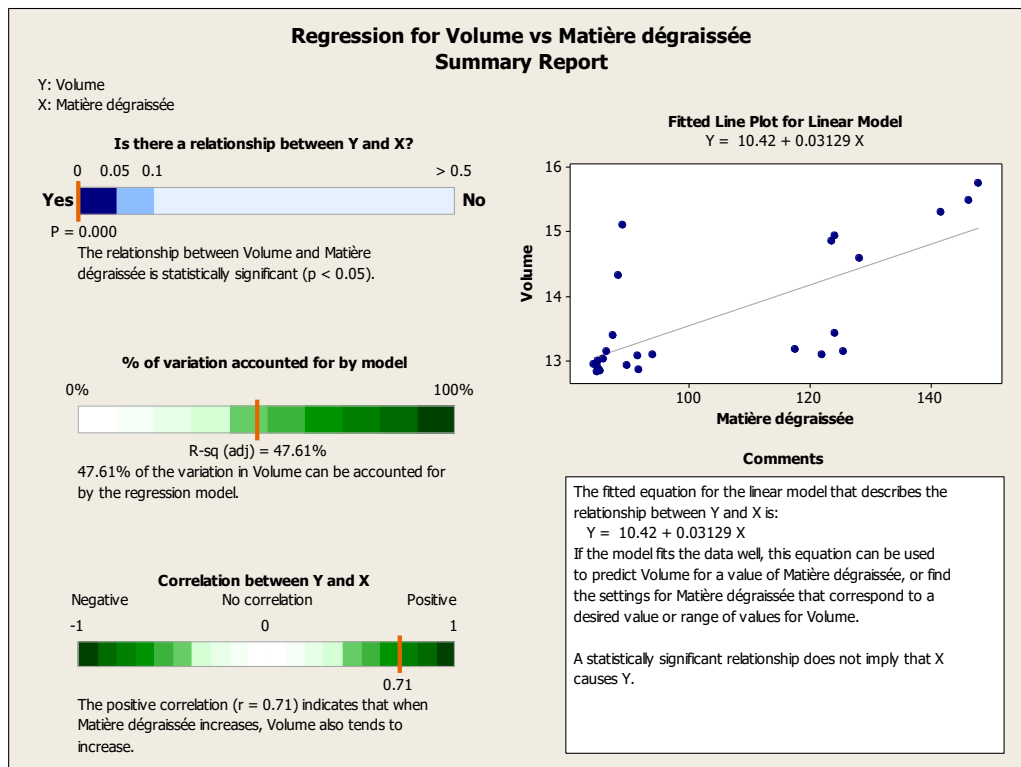 Regression for Volume vs Matière dégraissée
Summary Report
Y: Volume
X: Matière dégraissée
Is there a relationship between Y and X?
0 0.05 0.1 > 0.5
Yes No
P = 0.000
The relationship between Volume and Matière
dégraissée is statistically significant (p < 0.05).
% of variation accounted for by model
0% 100%
R-sq (adj) = 47.61%
47.61% of the variation in Volume can be accounted for
by the regression model.
Correlation between Y and X
Negative No correlation Positive
-1 0 1
0.71
The positive correlation (r = 0.71) indicates that when
Matière dégraissée increases, Volume also tends to
increase.
Fitted Line Plot for Linear Model
Y = 10.42 + 0.03129 X
16
15
14
13
Volume
100 120 140
Matière dégraissée
Comments
The fitted equation for the linear model that describes the
relationship between Y and X is:
Y = 10.42 + 0.03129 X
If the model fits the data well, this equation can be used
to predict Volume for a value of Matière dégraissée, or find
the settings for Matière dégraissée that correspond to a
desired value or range of values for Volume.
A statistically significant relationship does not imply that X
causes Y.